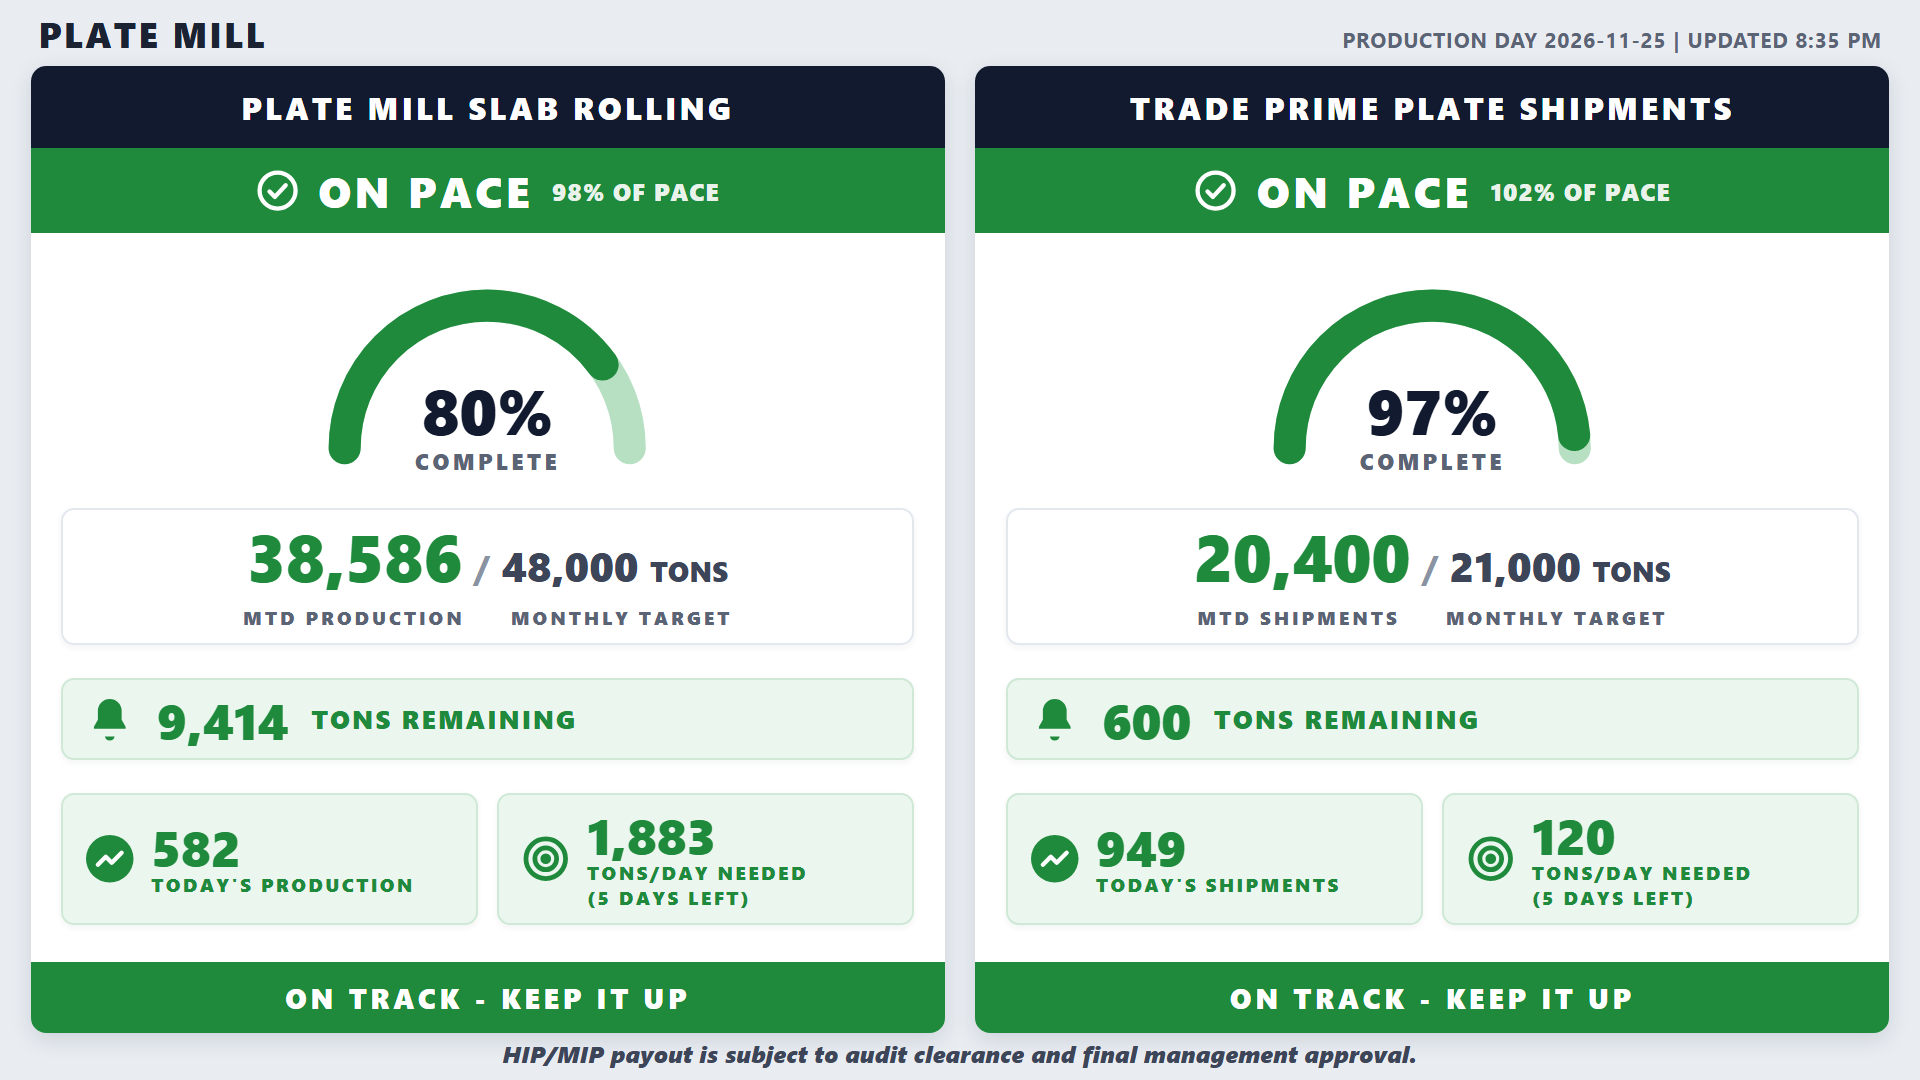 PLATE MILL
PRODUCTION DAY 2026-11-25 | UPDATED 8:35 PM
PLATE MILL SLAB ROLLING
ON PACE 98% OF PACE
80%
COMPLETE
38,586 / 48,000 TONS
MTD PRODUCTION MONTHLY TARGET
9,414 TONS REMAINING
582
TODAY'S PRODUCTION
1,883
TONS/DAY NEEDED
(5 DAYS LEFT)
ON TRACK - KEEP IT UP
TRADE PRIME PLATE SHIPMENTS
ON PACE 102% OF PACE
97%
COMPLETE
20,400 / 21,000 TONS
MTD SHIPMENTS MONTHLY TARGET
600 TONS REMAINING
949
TODAY'S SHIPMENTS
120
TONS/DAY NEEDED
(5 DAYS LEFT)
ON TRACK - KEEP IT UP
HIP/MIP payout is subject to audit clearance and final management approval.